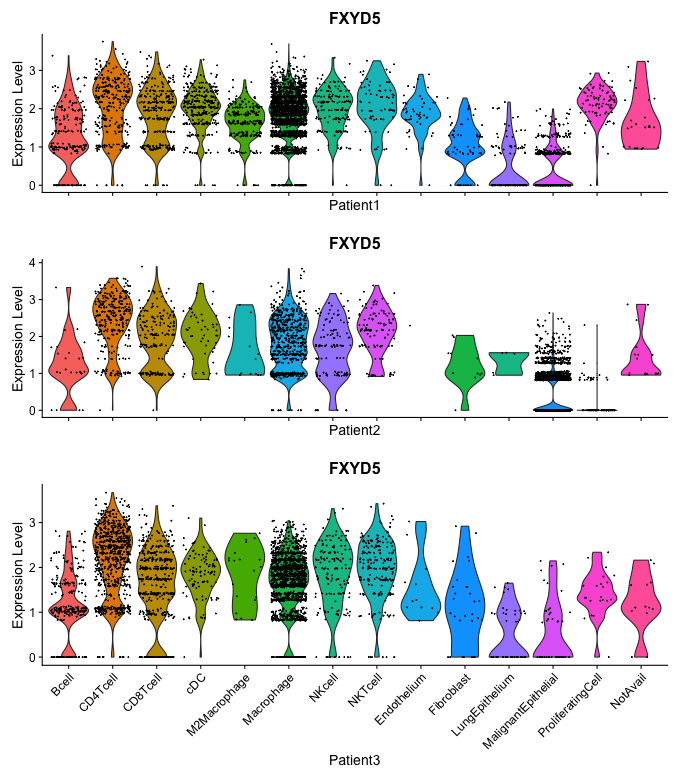 FXYD5
Expression Level
3
2
1
0
Patient1
FXYD5
Expression Level
4
3
2
1
0
Patient2
FXYD5
Expression Level
3
2
1
0
Bcell
CD4Tcell
CD8Tcell
cDC
M2Macrophage
Macrophage
NKcell
NKTcell
Endothelium
Fibroblast
LungEpithelium
MalignantEpithelial
ProliferatingCell
NotAvail
Patient3